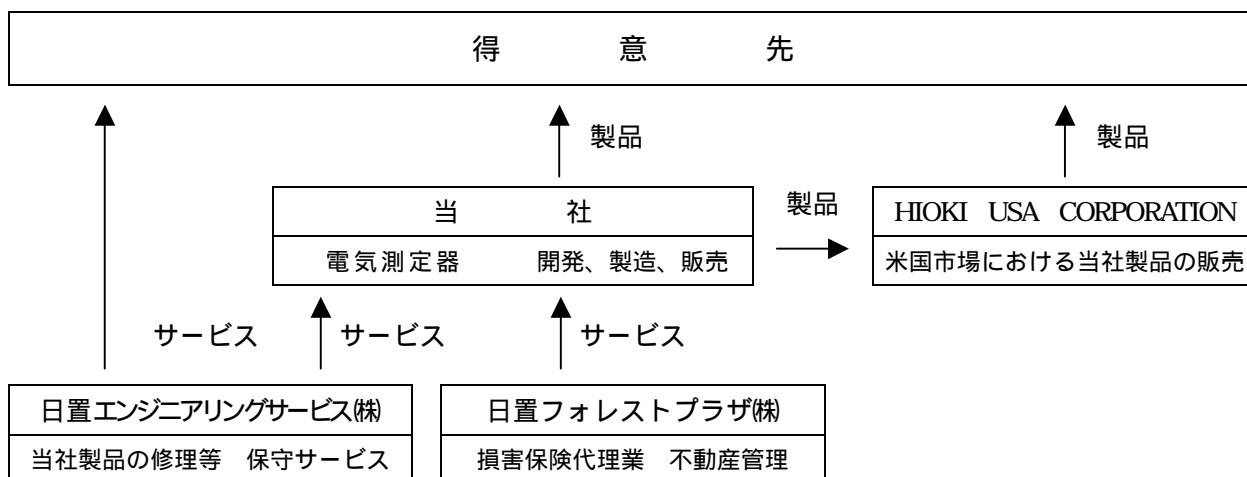 得 意 先
製品
製品
当 社
製品
HIOKI USA CORPORATION
電気測定器 開発、製造、販売
米国市場における当社製品の販売
サービス
サービス
サービス
日置エンジニアリングサービス㈱
日置フォレストプラザ㈱
当社製品の修理等 保守サービス
損害保険代理業 不動産管理